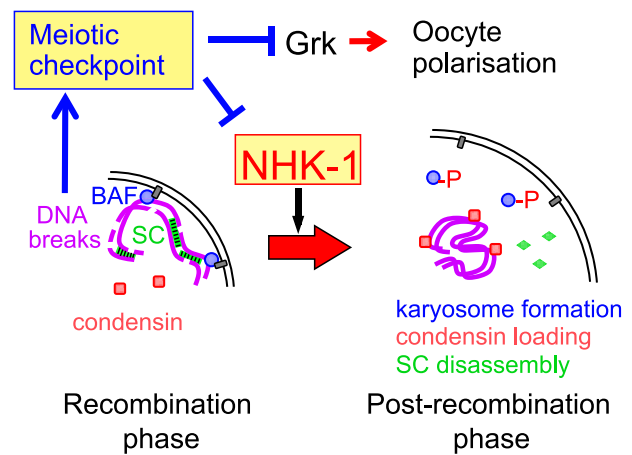 Meiotic
checkpoint
Grk
Oocyte
polarisation
NHK-1
BAF
DNA
breaks
SC
condensin
-P
-P
karyosome formation
condensin loading
SC disassembly
Recombination
phase
Post-recombination
phase